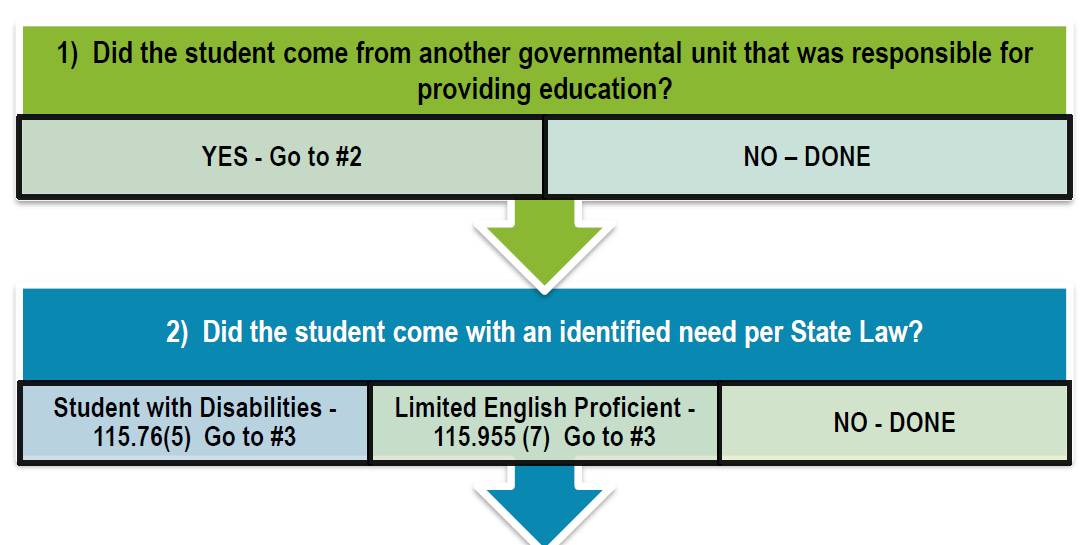 1)  Did the student come from another governmental unit that was responsible for
providing education?
YES - Go to #2
NO – DONE
2)  Did the student come with an identified need per State Law?
Student with Disabilities -
115.76(5)  Go to #3
Limited English Proficient -
115.955 (7)  Go to #3
NO - DONE